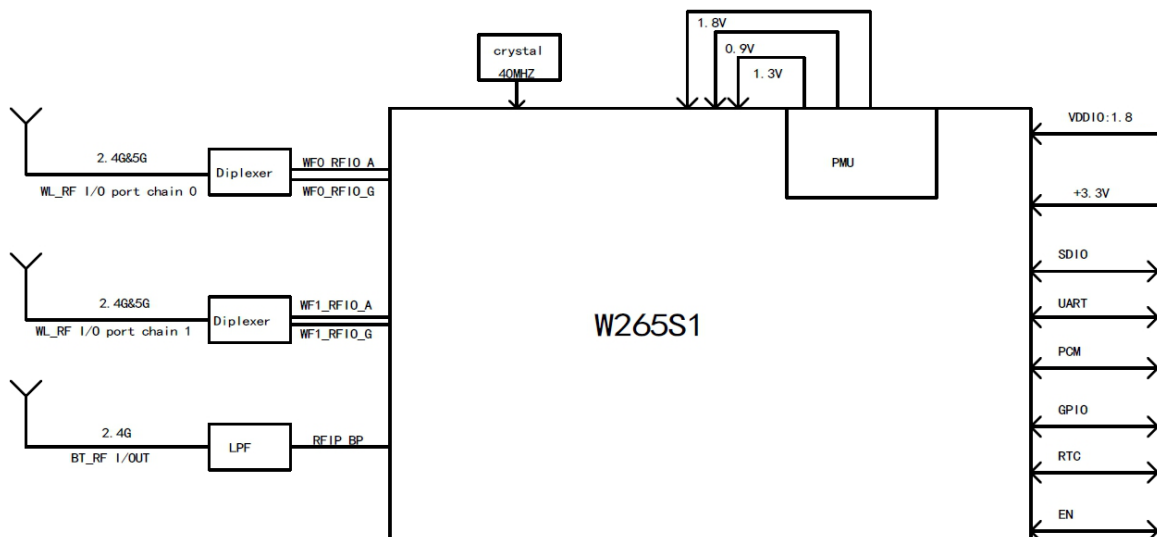 1.8V
0.9V
1.3V
crystal
40MHZ
PMU
VDDIO:1.8
+3.3V
2.4G&5G
Diplexer
WF0_RFIO_A
WF0_RFIO_G
WL_RF I/O port chain 0
SDIO
2.4G&5G
Diplexer
WF1_RFIO_A
WF1_RFIO_G
WL_RF I/O port chain 1
W265S1
UART
PCM
GPIO
2.4G
LPF
RFIP_BP
BT_RF I/OUT
RTC
EN